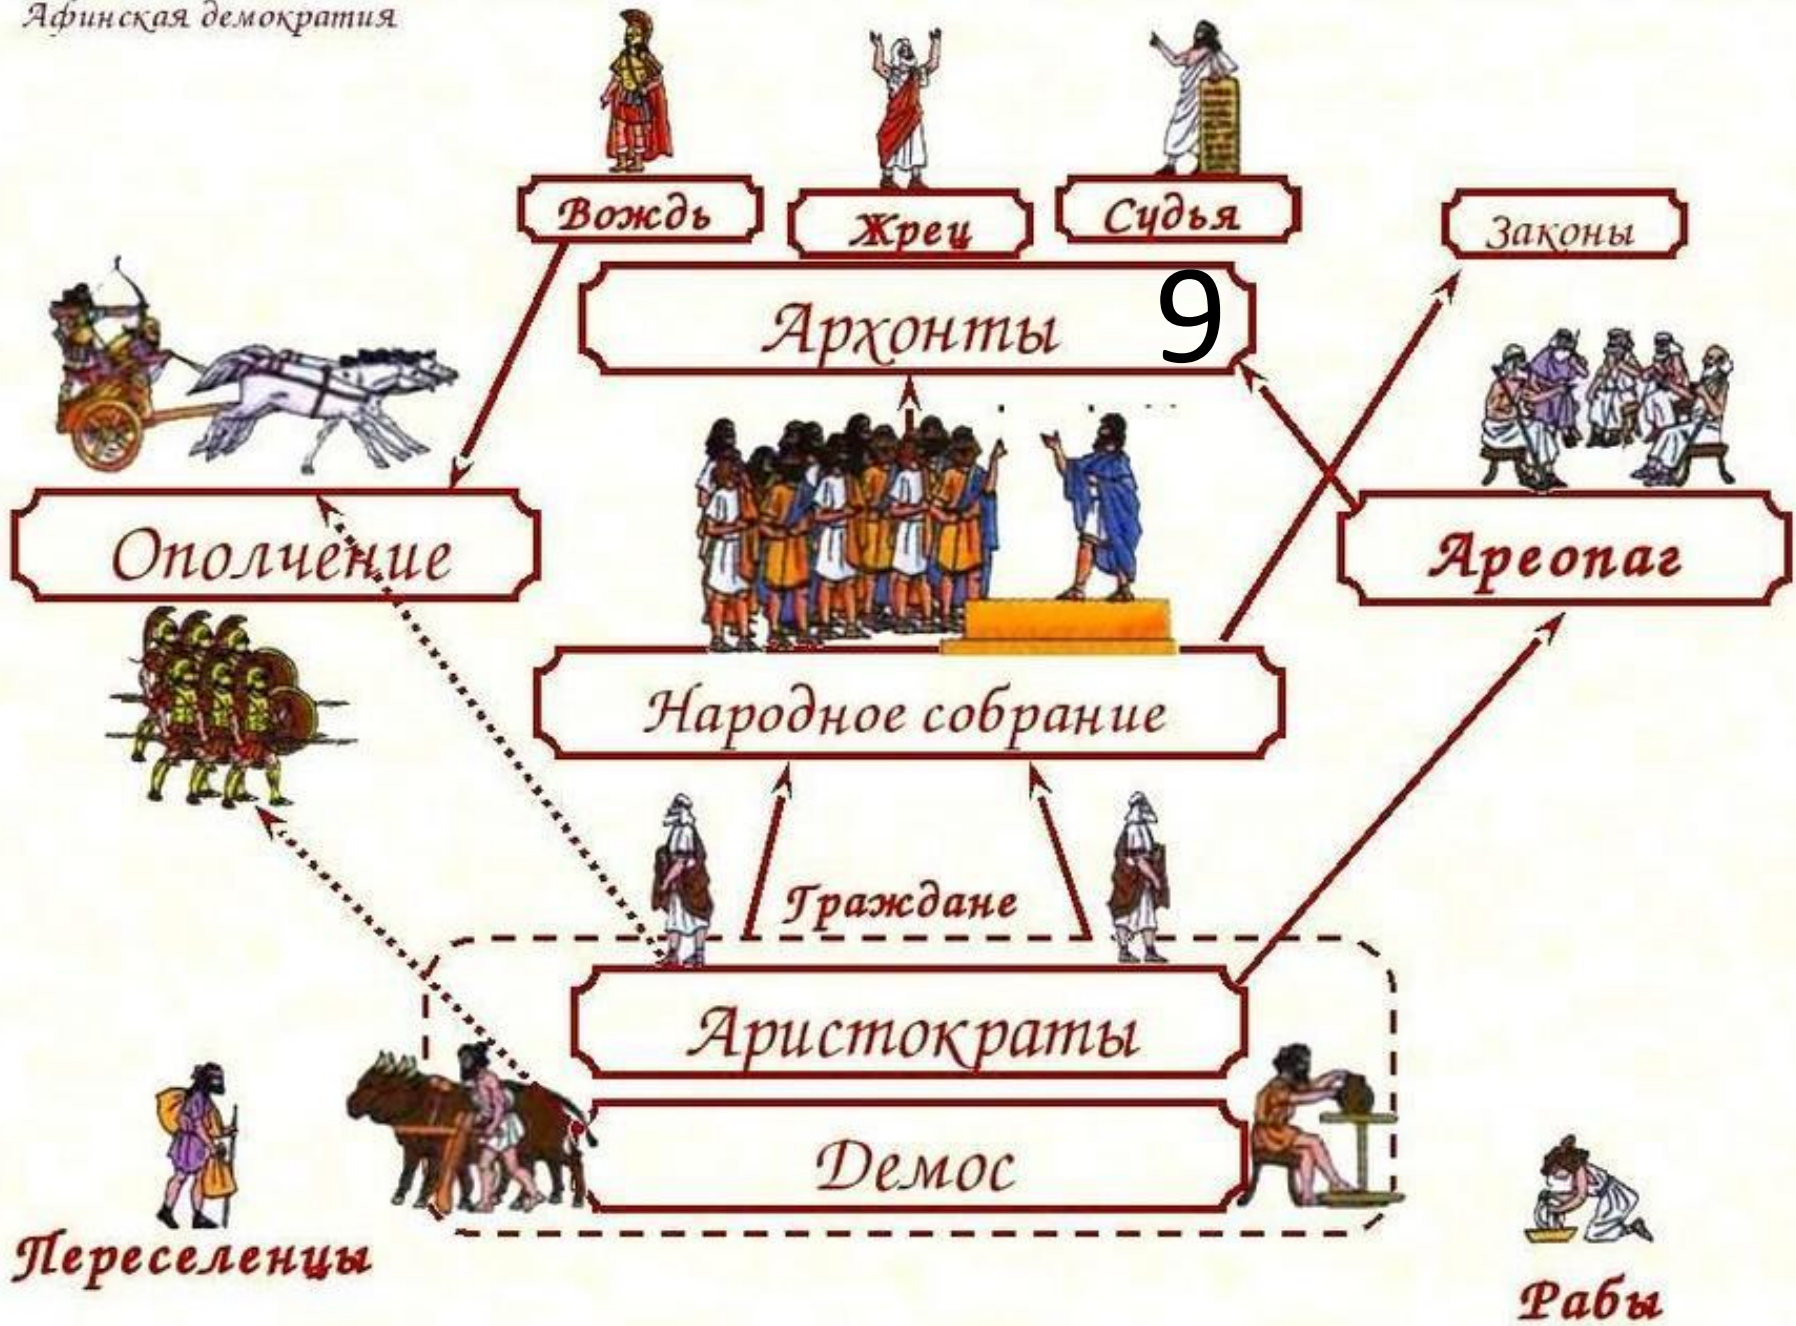 Афинская демократия
Вождь
Жрец
Судья
Законы
Архонты 9
Ополчение
Ареопаг
Народное собрание
Граждане
Аристократы
Демос
Переселенцы
Рабы